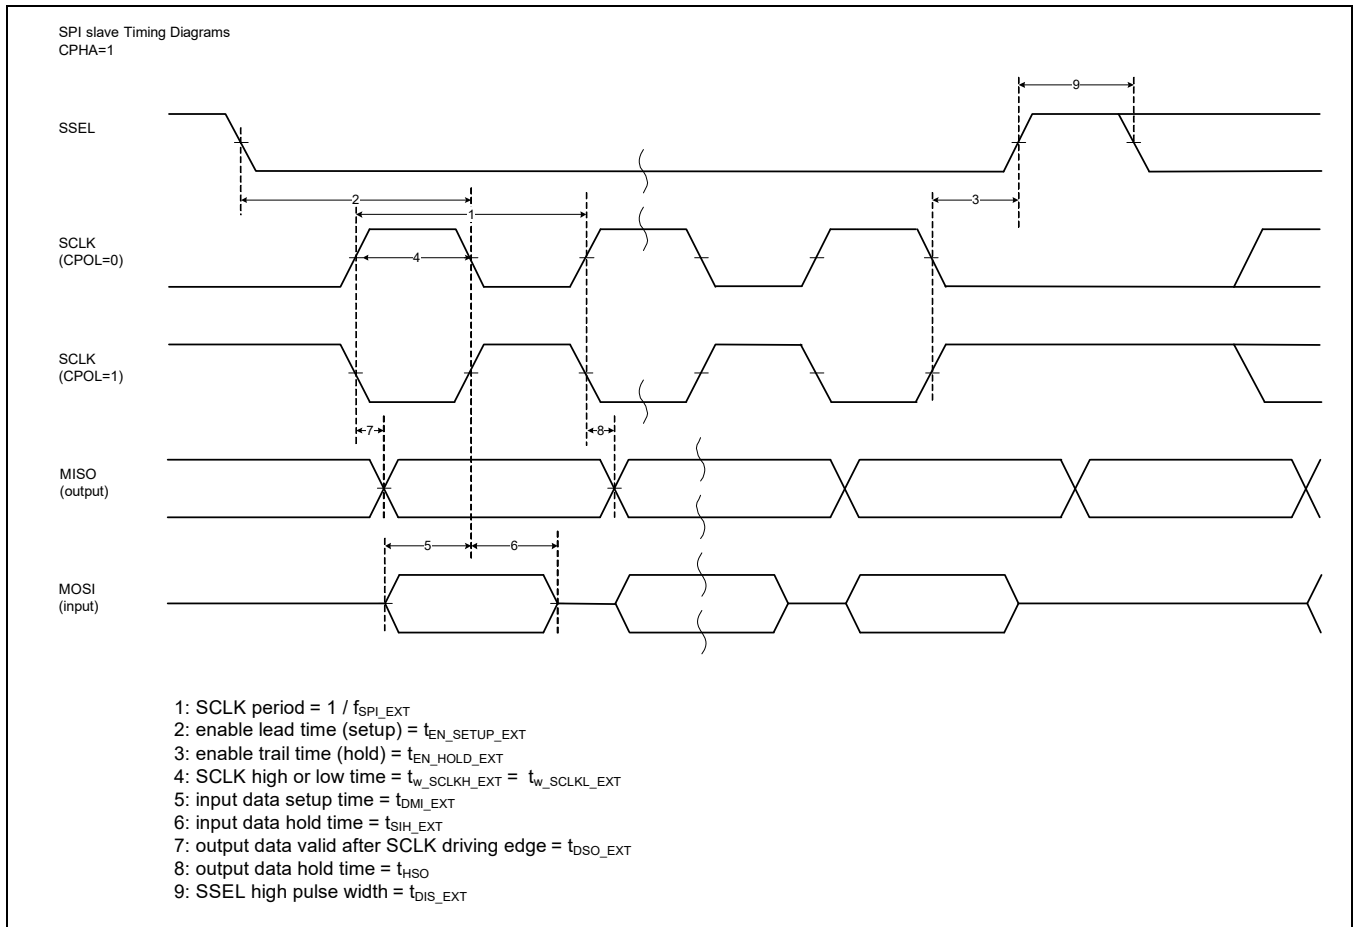 SPI slave Timing Diagrams
CPHA=1
9
SSEL
2
3
1
SCLK
(CPOL=0)
4
SCLK
(CPOL=1)
7
8
MISO
(output)
5
6
MOSI
(input)
1: SCLK period = 1 / fSPI_EXT
2: enable lead time (setup) = tEN_SETUP_EXT
3: enable trail time (hold) = tEN_HOLD_EXT
4: SCLK high or low time = tw_SCLKH_EXT = tw_SCLKL_EXT
5: input data setup time = tDMI_EXT
6: input data hold time = tSIH_EXT
7: output data valid after SCLK driving edge = tDSO_EXT
8: output data hold time = tHSO
9: SSEL high pulse width = tDIS_EXT